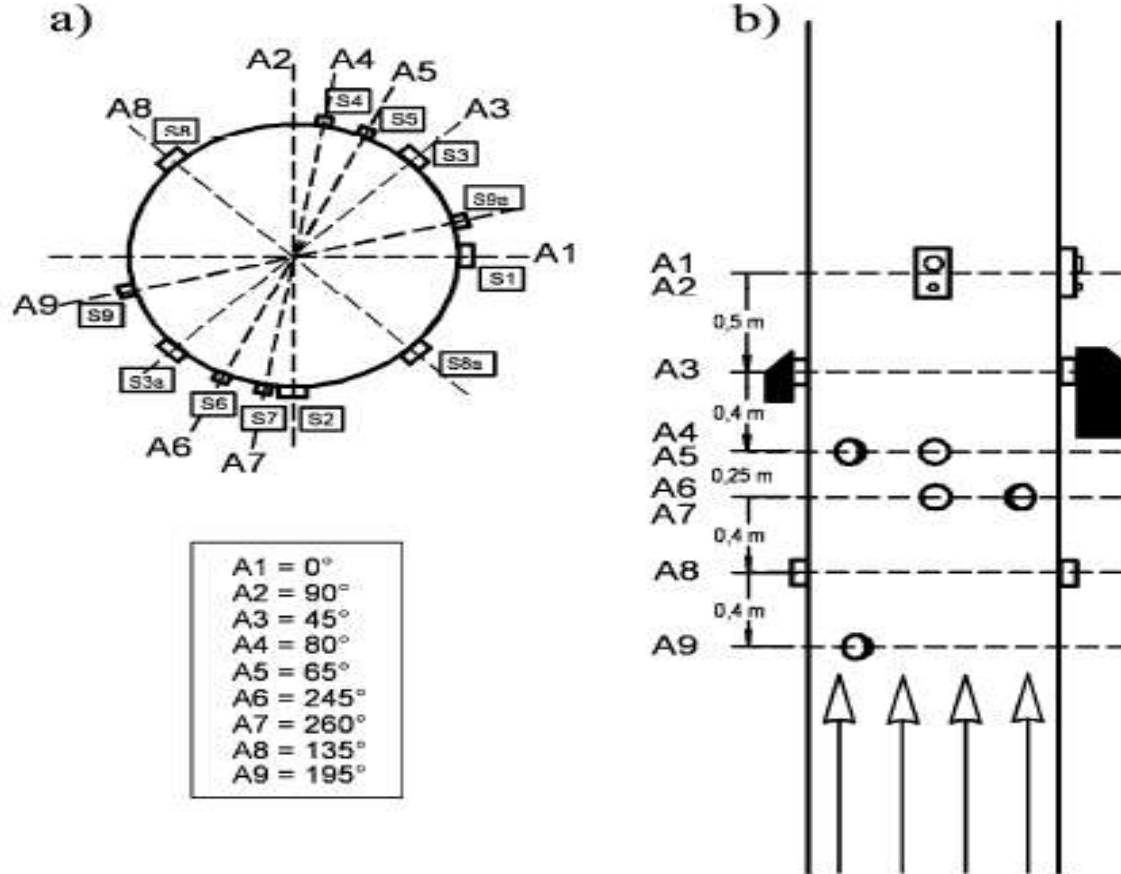 a)
A2
A4
A5
A8
S4
S5
A3
S8
S3
S9a
A1
S1
A9
S9
S3a
S8a
S6
S7
S2
A6
A7
A1 = 0°
A2 = 90°
A3 = 45°
A4 = 80°
A5 = 65°
A6 = 245°
A7 = 260°
A8 = 135°
A9 = 195°
b)
A1
A2
0,5 m
A3
0,4 m
A4
A5
0,25 m
A6
A7
0,4 m
A8
0,4 m
A9